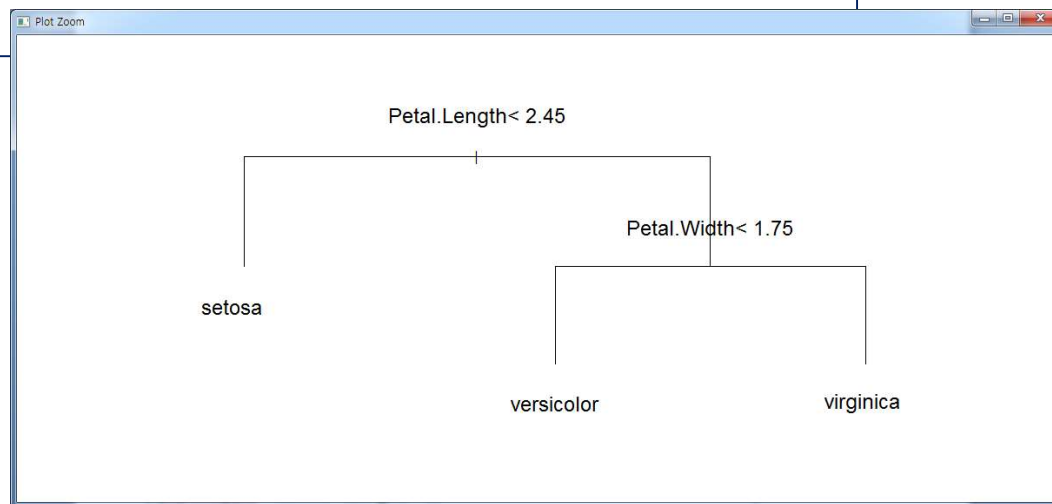 Plot Zoom
Petal.Length< 2.45
Petal.Width< 1.75
setosa
versicolor
virginica